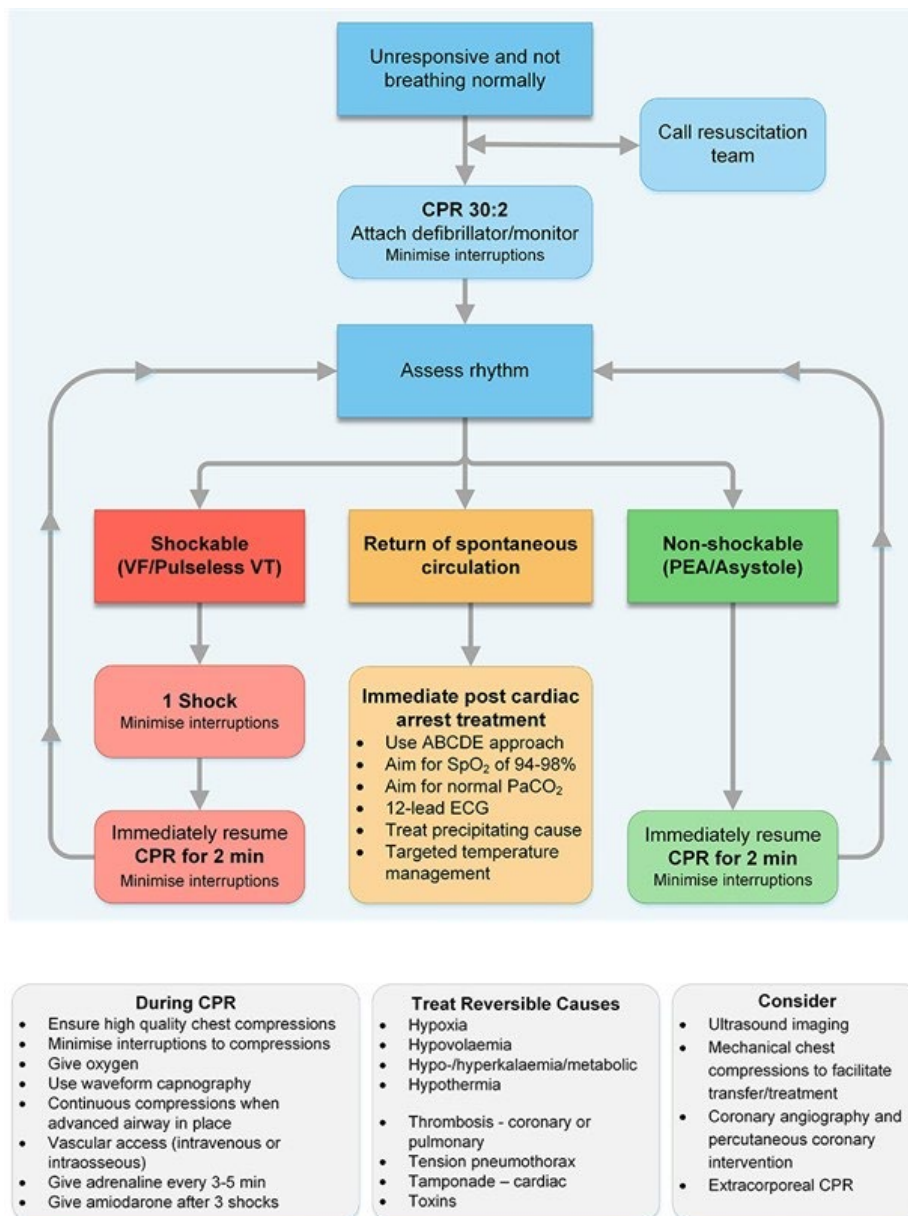 Unresponsive and not
breathing normally
Call resuscitation
team
CPR 30:2
Attach defibrillator/monitor
Minimise interruptions
Assess rhythm
Shockable
(VF/Pulseless VT)
Return of spontaneous
circulation
Non-shockable
(PEA/Asystole)
1 Shock
Minimise interruptions
Immediately resume
CPR for 2 min
Minimise interruptions
Immediate post cardiac
arrest treatment
• Use ABCDE approach
• Aim for SpO₂ of 94-98%
• Aim for normal PaCO₂
• 12-lead ECG
• Treat precipitating cause
• Targeted temperature
management
Immediately resume
CPR for 2 min
Minimise interruptions
During CPR
• Ensure high quality chest compressions
• Minimise interruptions to compressions
• Give oxygen
• Use waveform capnography
• Continuous compressions when
advanced airway in place
• Vascular access (intravenous or
intraosseous)
• Give adrenaline every 3-5 min
• Give amiodarone after 3 shocks
Treat Reversible Causes
• Hypoxia
• Hypovolaemia
• Hypo-/hyperkalaemia/metabolic
• Hypothermia
• Thrombosis - coronary or
pulmonary
• Tension pneumothorax
• Tamponade – cardiac
• Toxins
Consider
• Ultrasound imaging
• Mechanical chest
compressions to facilitate
transfer/treatment
• Coronary angiography and
percutaneous coronary
intervention
• Extracorporeal CPR